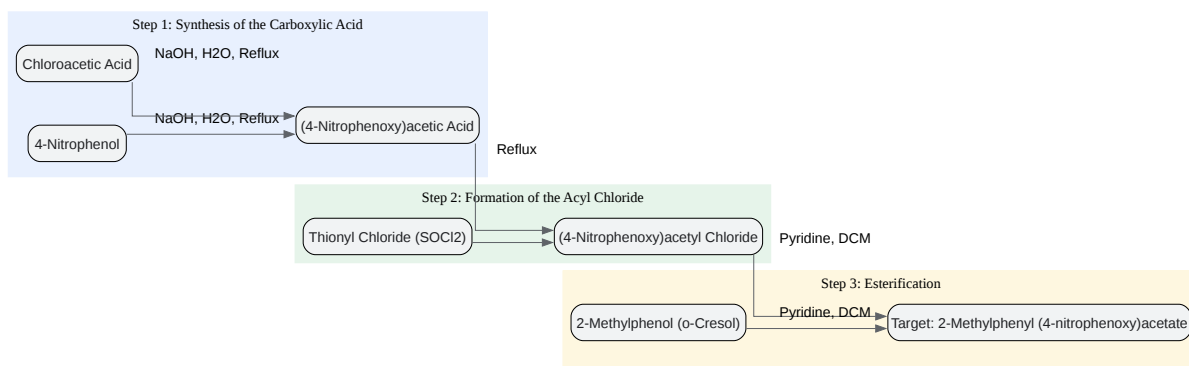 Step 1: Synthesis of the Carboxylic Acid
NaOH, H2O, Reflux
Chloroacetic Acid
NaOH, H2O, Reflux
(4-Nitrophenoxy)acetic Acid
4-Nitrophenol
Reflux
Step 2: Formation of the Acyl Chloride
Thionyl Chloride (SOCl2)
(4-Nitrophenoxy)acetyl Chloride
Pyridine, DCM
Step 3: Esterification
Pyridine, DCM
2-Methylphenol (o-Cresol)
Target: 2-Methylphenyl (4-nitrophenoxy)acetate